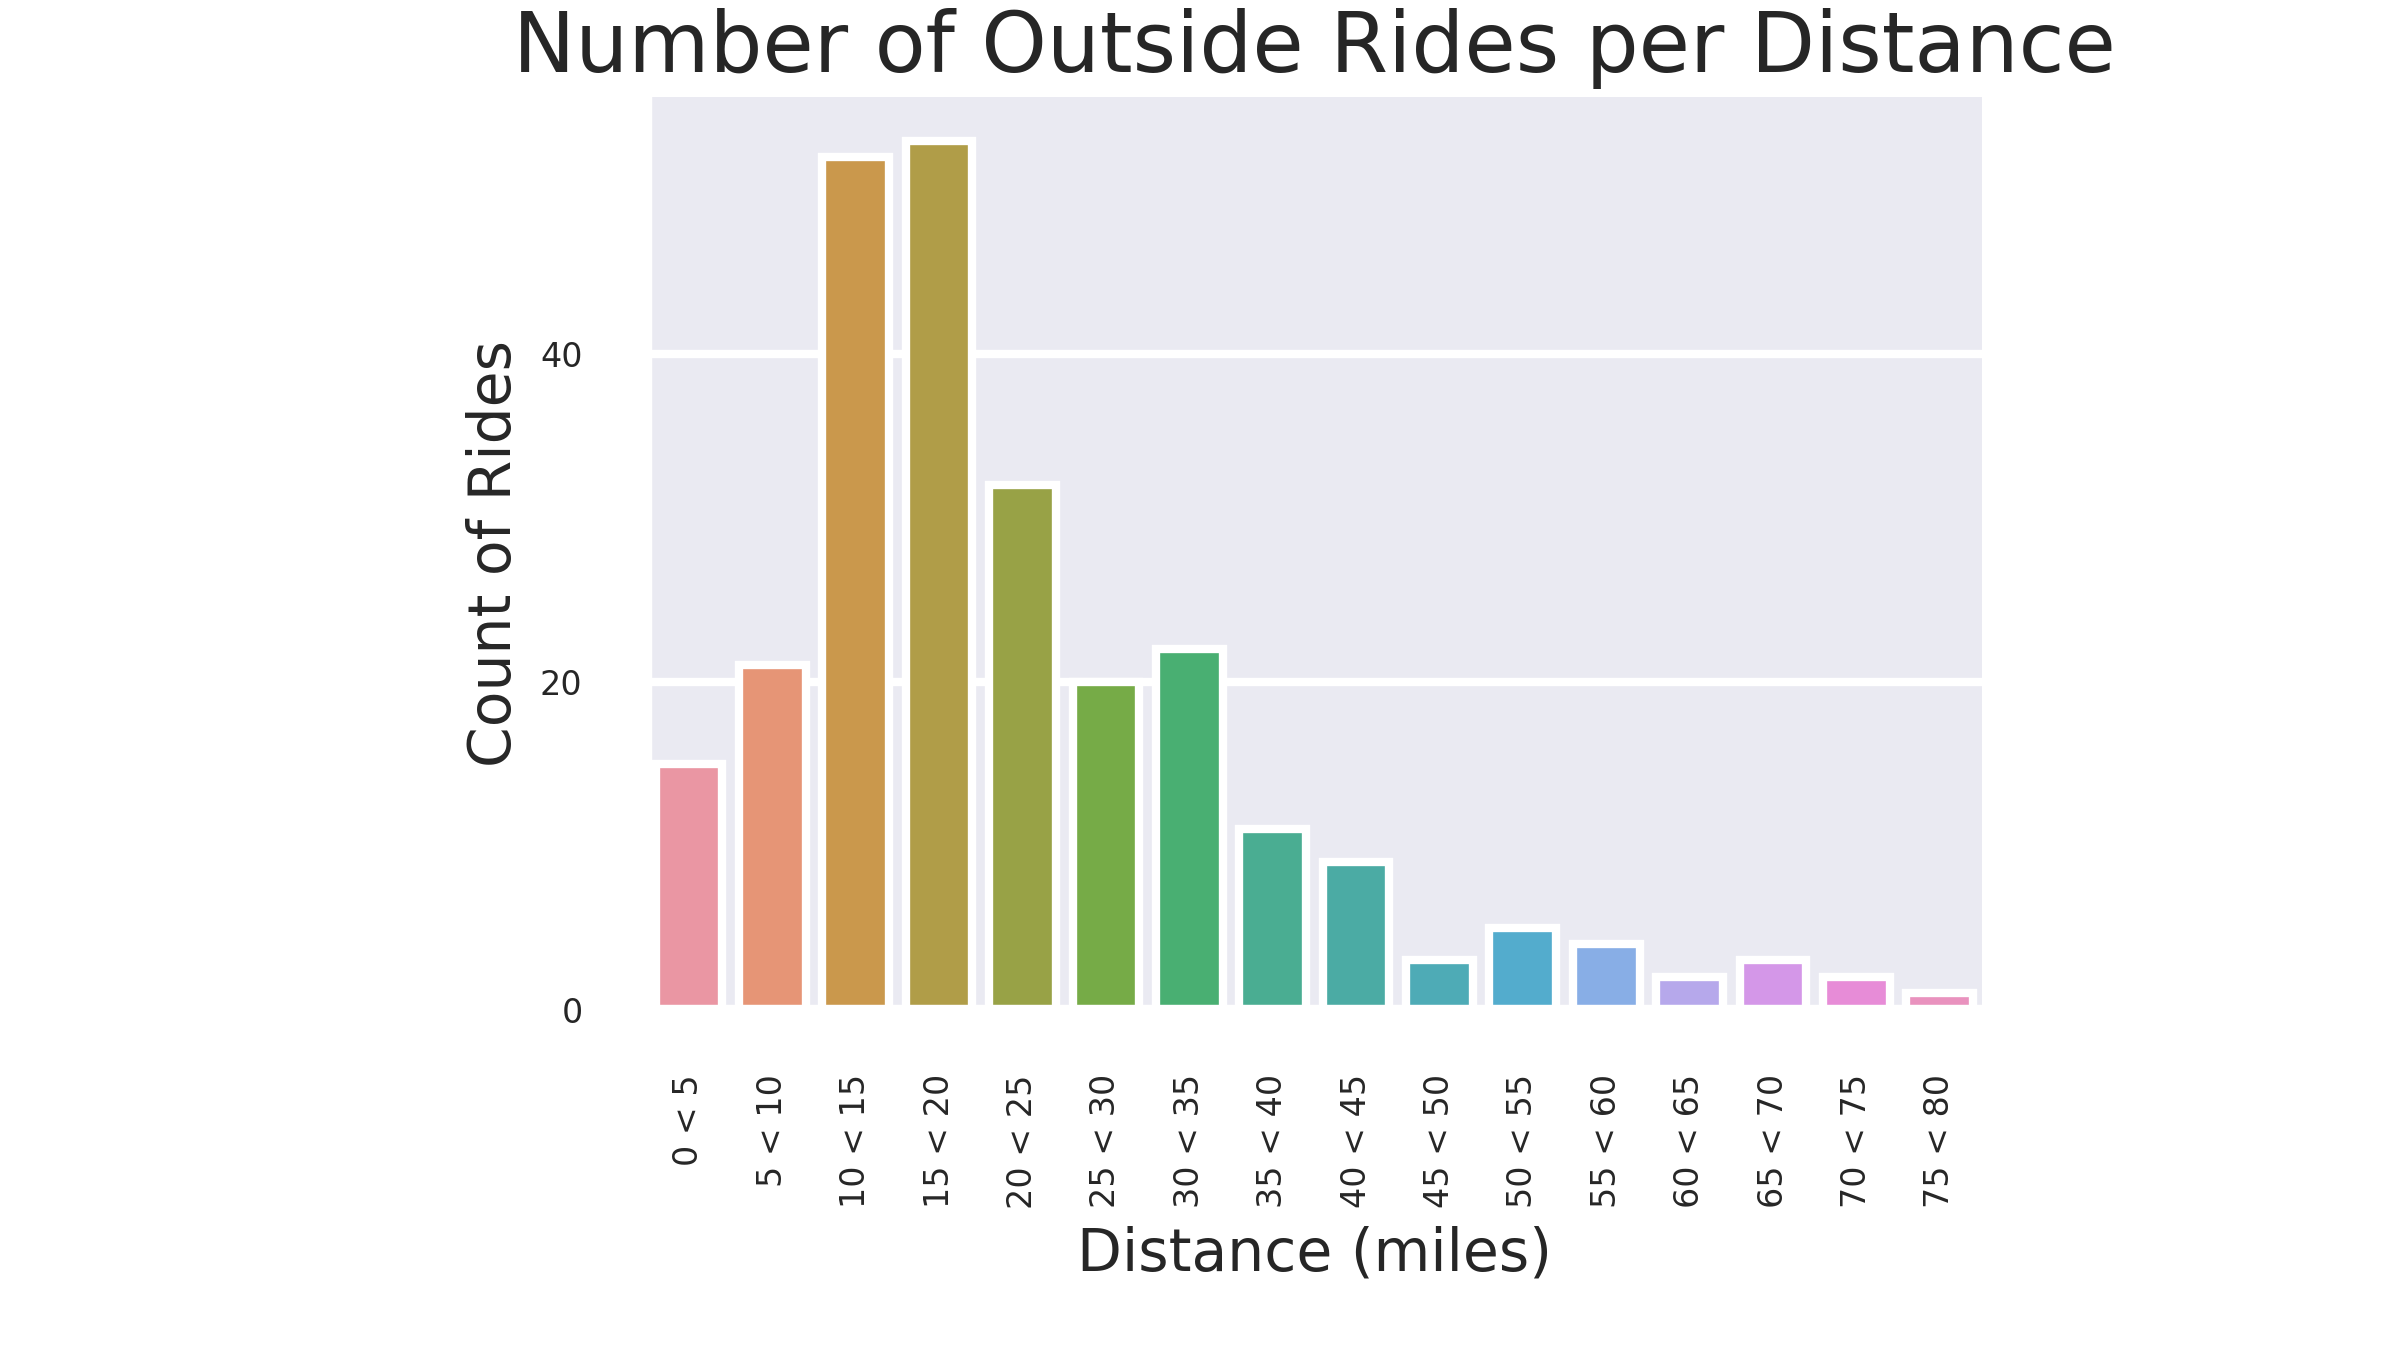 Number of Outside Rides per Distance
Count of Rides
40
20
0
0 < 5
5 < 10
10 < 15
15 < 20
20 < 25
25 < 30
30 < 35
35 < 40
40 < 45
45 < 50
50 < 55
55 < 60
60 < 65
65 < 70
70 < 75
75 < 80
Distance (miles)